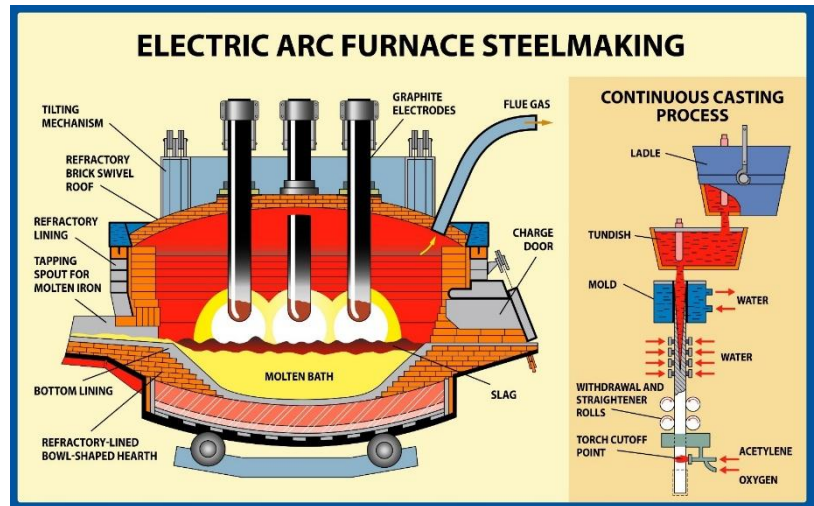 ELECTRIC ARC FURNACE STEELMAKING
TILTING
MECHANISM
REFRACTORY
BRICK SWIVEL
ROOF
REFRACTORY
LINING
TAPPING
SPOUT FOR
MOLTEN IRON
BOTTOM LINING
REFRACTORY-LINED
BOWL-SHAPED HEARTH
GRAPHITE
ELECTRODES
FLUE GAS
CHARGE
DOOR
MOLTEN BATH
SLAG
CONTINUOUS CASTING
PROCESS
LADLE
TUNDISH
MOLD
WATER
WATER
WITHDRAWAL AND
STRAIGHTENER
ROLLS
TORCH CUTOFF
POINT
ACETYLENE
OXYGEN